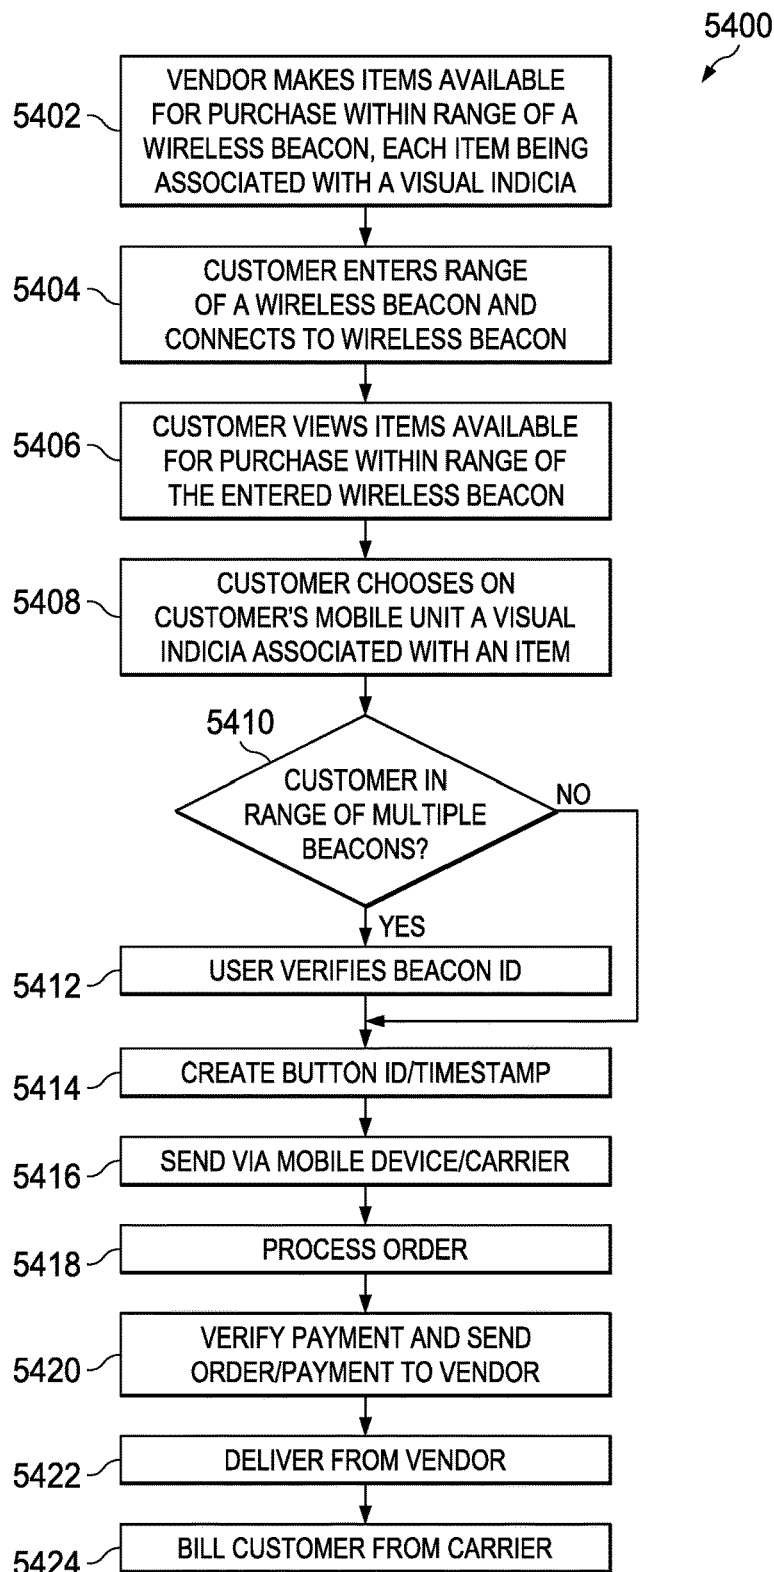 5400
5402
VENDOR MAKES ITEMS AVAILABLE
FOR PURCHASE WITHIN RANGE OF A
WIRELESS BEACON, EACH ITEM BEING
ASSOCIATED WITH A VISUAL INDICIA
5404
CUSTOMER ENTERS RANGE
OF A WIRELESS BEACON AND
CONNECTS TO WIRELESS BEACON
5406
CUSTOMER VIEWS ITEMS AVAILABLE
FOR PURCHASE WITHIN RANGE OF
THE ENTERED WIRELESS BEACON
5408
CUSTOMER CHOOSES ON
CUSTOMER'S MOBILE UNIT A VISUAL
INDICIA ASSOCIATED WITH AN ITEM
5410
CUSTOMER IN
RANGE OF MULTIPLE
BEACONS?
NO
YES
5412
USER VERIFIES BEACON ID
5414
CREATE BUTTON ID/TIMESTAMP
5416
SEND VIA MOBILE DEVICE/CARRIER
5418
PROCESS ORDER
5420
VERIFY PAYMENT AND SEND
ORDER/PAYMENT TO VENDOR
5422
DELIVER FROM VENDOR
5424
BILL CUSTOMER FROM CARRIER